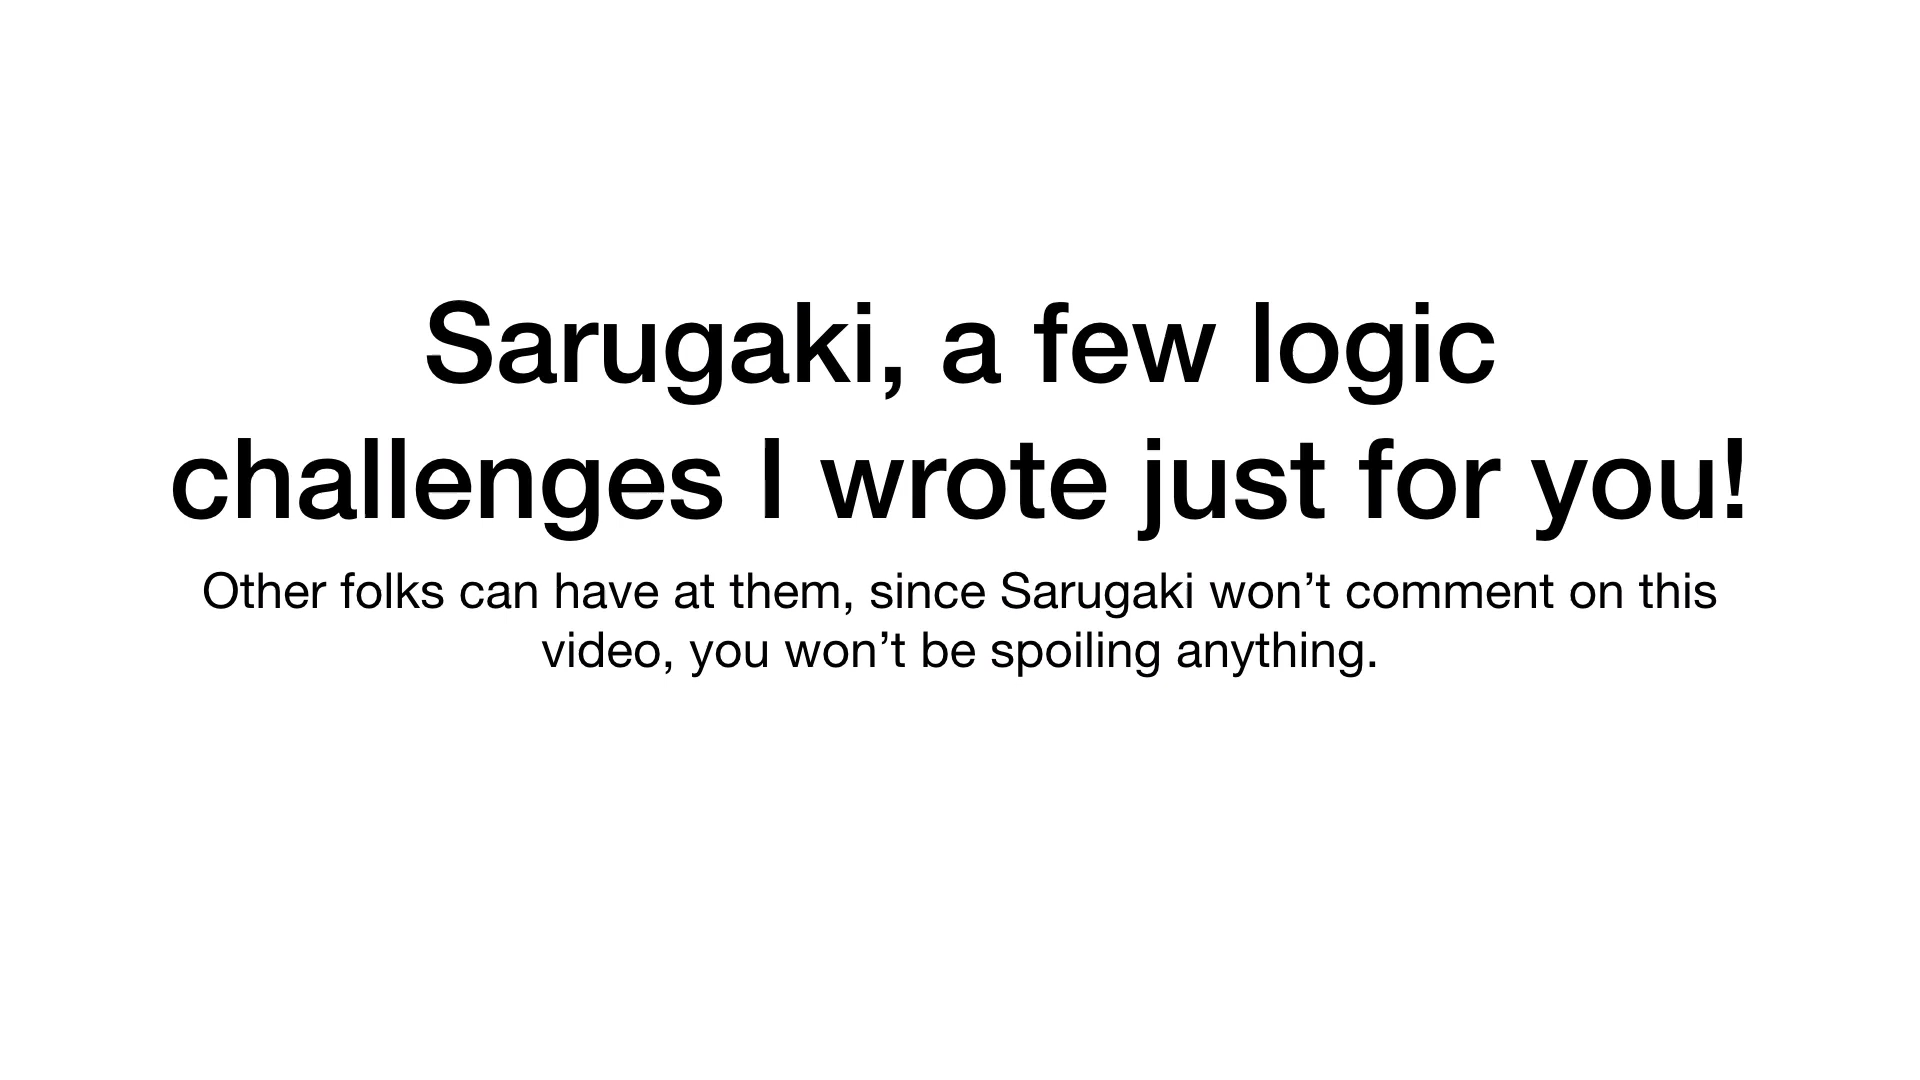 Sarugaki, a few logic
challenges I wrote just for you!
Other folks can have at them, since Sarugaki won’t comment on this
video, you won’t be spoiling anything.